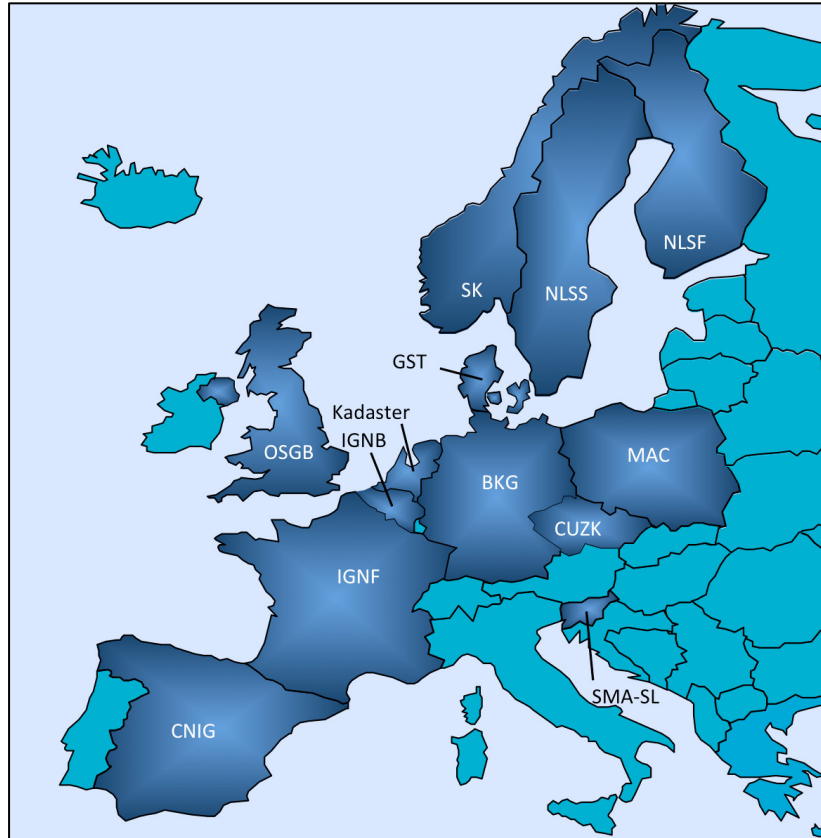 NLSF
SK
NLSS
GST
Kadaster
IGNB
OSGB
MAC
BKG
CUZK
IGNF
SMA-SL
CNIG